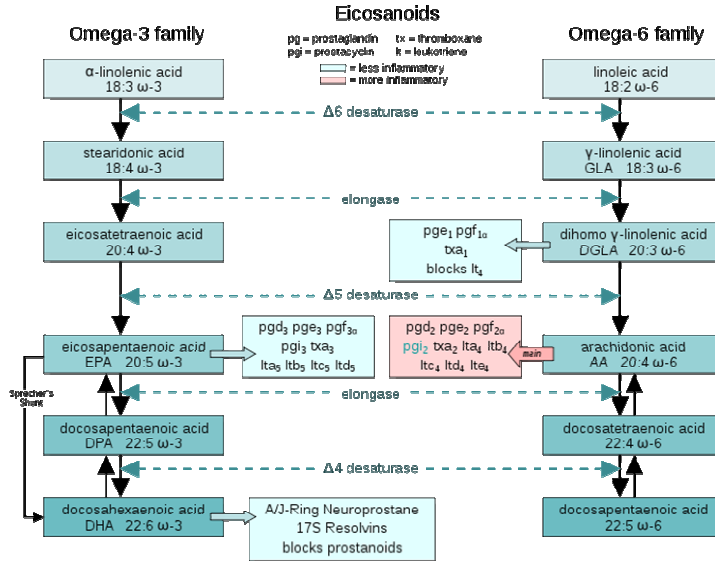 Eicosanoids
Omega-3 family
Omega-6 family
pg = prostaglandin tx = thromboxane
pgi = prostacyclin lt = leukotriene
= less inflammatory
= more inflammatory
α-linolenic acid
18:3 ω-3
linoleic acid
18:2 ω-6
Δ6 desaturase
stearidonic acid
18:4 ω-3
γ-linolenic acid
GLA 18:3 ω-6
elongase
eicosatetraenoic acid
20:4 ω-3
pge₁ pgf₁α
txa₁
blocks lt₄
dihomo γ-linolenic acid
DGLA 20:3 ω-6
Δ5 desaturase
eicosapentaenoic acid
EPA 20:5 ω-3
pgd₃ pge₃ pgf₃α
pgi₃ txa₃
lta₅ ltb₅ ltc₅ ltd₅
pgd₂ pge₂ pgf₂α
pgi₂ txa₂ lta₄ ltb₄
ltc₄ ltd₄ lte₄
main
arachidonic acid
AA 20:4 ω-6
Sprecher's
Shunt
elongase
docosapentaenoic acid
DPA 22:5 ω-3
docosatetraenoic acid
22:4 ω-6
Δ4 desaturase
docosahexaenoic acid
DHA 22:6 ω-3
A/J-Ring Neuroprostane
17S Resolvins
blocks prostanoids
docosapentaenoic acid
22:5 ω-6